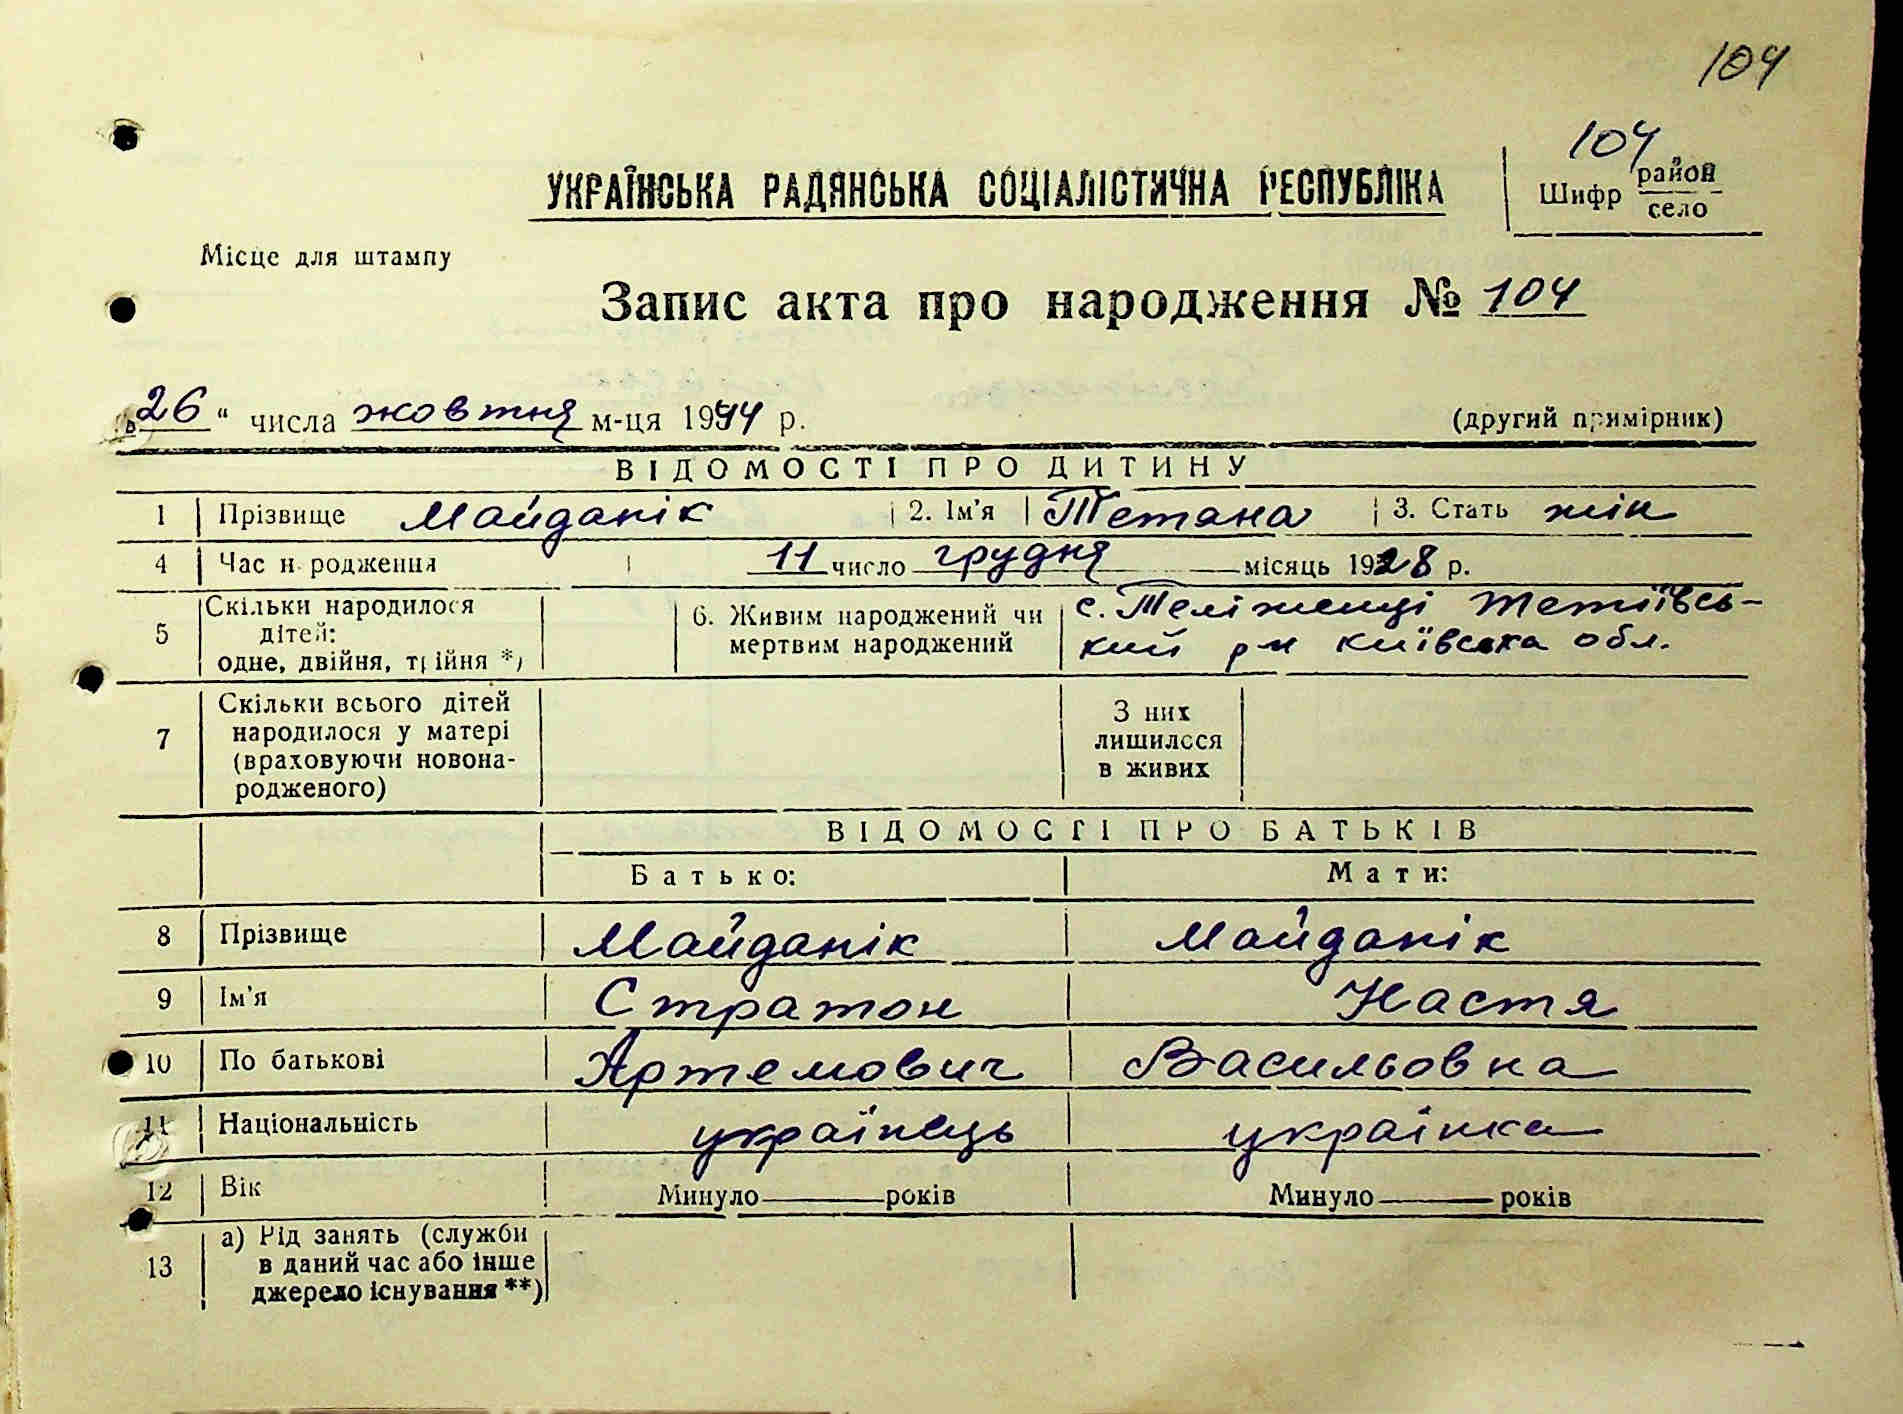 104
104
УКРАЇНСЬКА РАДЯНСЬКА СОЦІАЛІСТИЧНА РЕСПУБЛІКА
Шифр район
село
Місце для штампу
Запис акта про народження № 104
"26" числа жовтня м-ця 1944 р. (другий примірник)
ВІДОМОСТІ ПРО ДИТИНУ
1 Прізвище Майданік 2. Ім'я Тетяна 3. Стать жін
4 Час народження 11 число грудня місяць 1928 р.
5 Скільки народилося дітей: одне, двійня, трійня *)
6. Живим народжений чи мертвим народжений
с. Теліженці Тетіївсь-
кий р-н Київська обл.
7 Скільки всього дітей
народилося у матері
(враховуючи новона-
родженого)
З них
лишилося
в живих
ВІДОМОСТІ ПРО БАТЬКІВ
Батько: Мати:
8 Прізвище Майданік Майданік
9 Ім'я Стратон Настя
10 По батькові Артемович Васильовна
11 Національність українець українка
12 Вік Минуло років Минуло років
13 а) Рід занять (служби
в даний час або інше
джерело існування **)